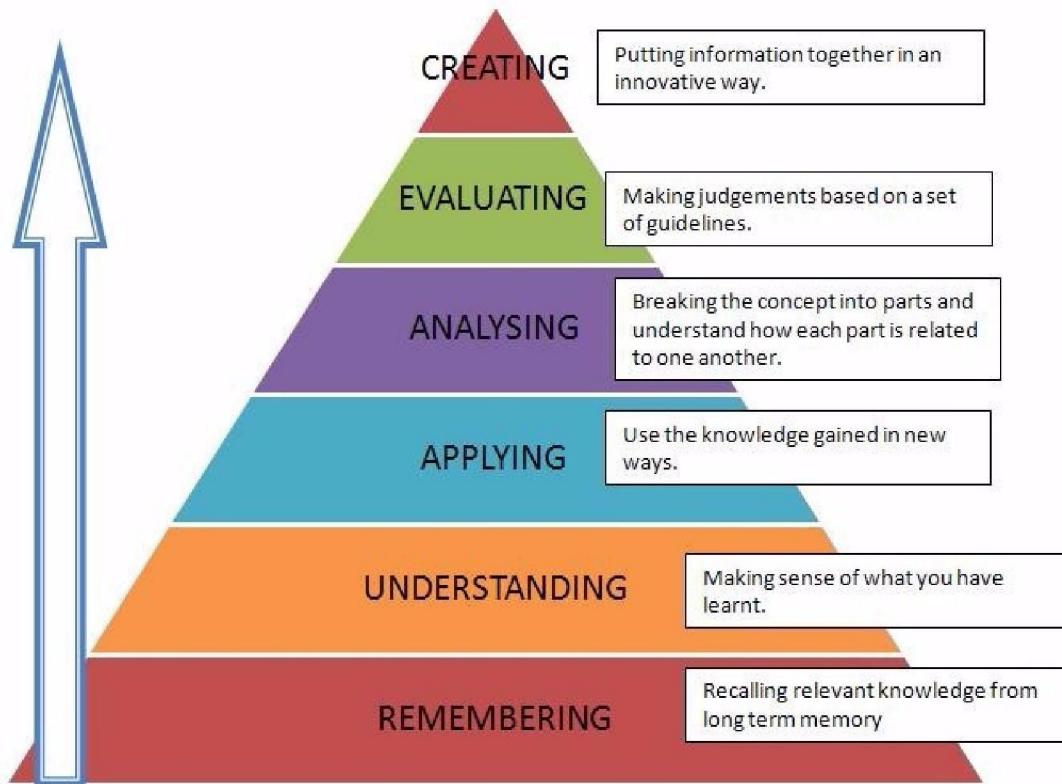 CREATING
Putting information together in an
innovative way.
EVALUATING
Making judgements based on a set
of guidelines.
ANALYSING
Breaking the concept into parts and
understand how each part is related
to one another.
APPLYING
Use the knowledge gained in new
ways.
UNDERSTANDING
Making sense of what you have
learnt.
REMEMBERING
Recalling relevant knowledge from
long term memory